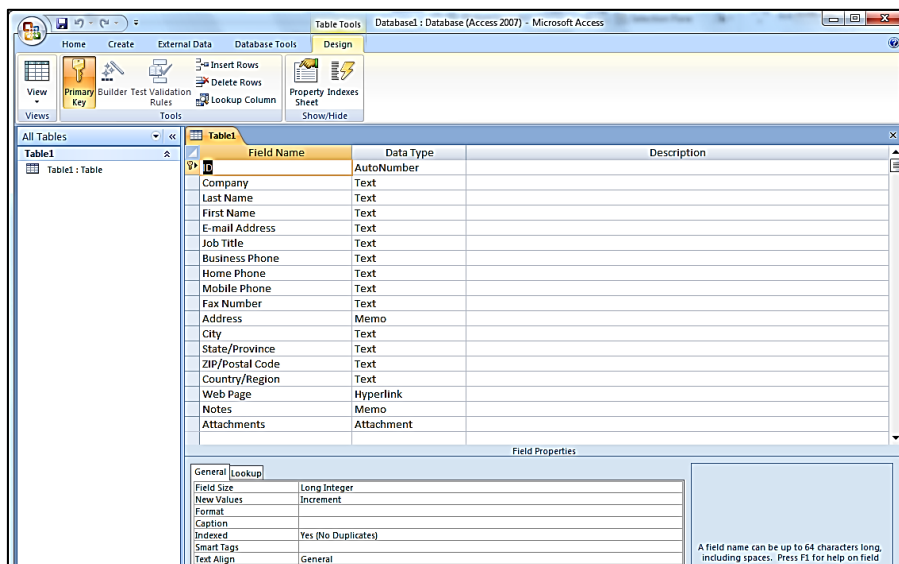 Table Tools Database1 : Database (Access 2007) - Microsoft Access
Home Create External Data Database Tools Design
View
Primary Key
Builder
Test Validation Rules
Insert Rows
Delete Rows
Lookup Column
Property Sheet
Indexes
Views Tools Show/Hide
All Tables
Table1
Table1 : Table
Table1
Field Name Data Type Description
ID AutoNumber
Company Text
Last Name Text
First Name Text
E-mail Address Text
Job Title Text
Business Phone Text
Home Phone Text
Mobile Phone Text
Fax Number Text
Address Memo
City Text
State/Province Text
ZIP/Postal Code Text
Country/Region Text
Web Page Hyperlink
Notes Memo
Attachments Attachment
Field Properties
General Lookup
Field Size Long Integer
New Values Increment
Format
Caption
Indexed Yes (No Duplicates)
Smart Tags
Text Align General
A field name can be up to 64 characters long,
including spaces. Press F1 for help on field